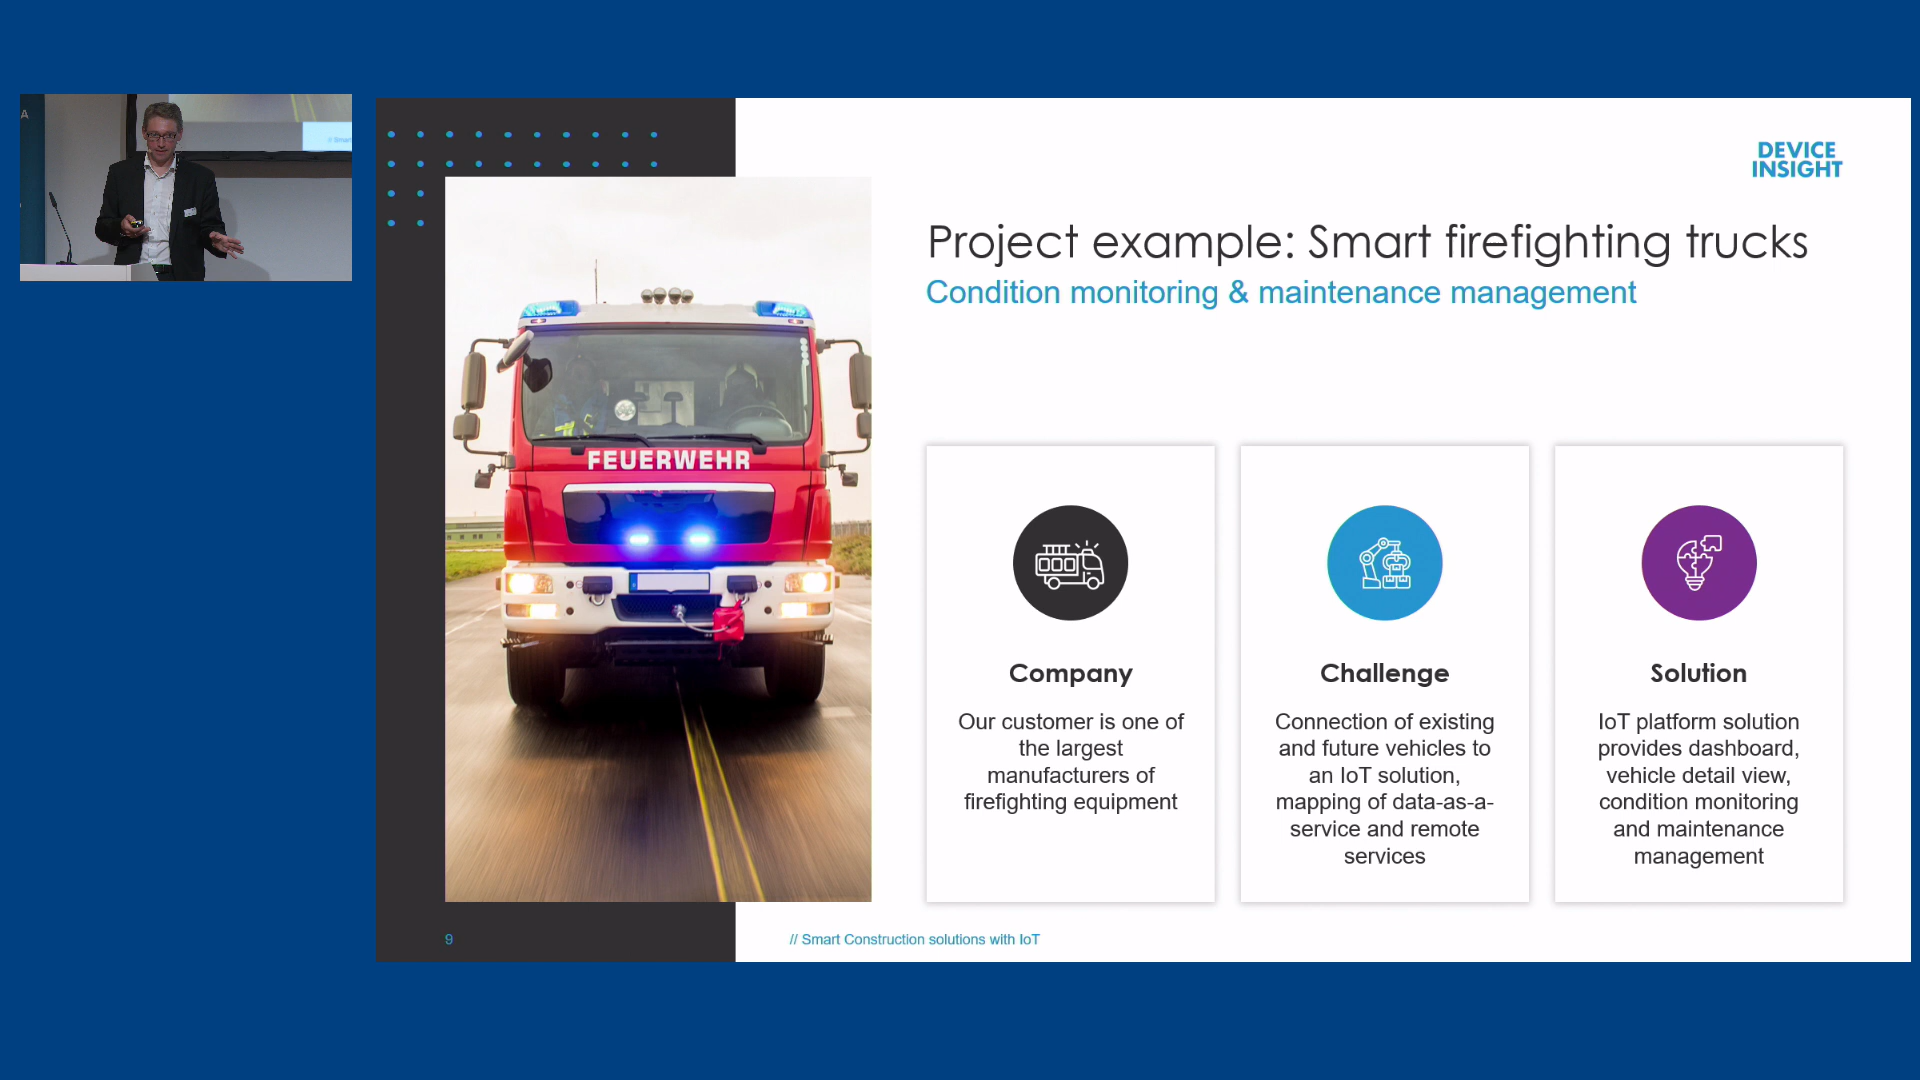 A
// Smart
DEVICE
INSIGHT
Project example: Smart firefighting trucks
Condition monitoring & maintenance management
FEUERWEHR
Company
Our customer is one of
the largest
manufacturers of
firefighting equipment
Challenge
Connection of existing
and future vehicles to
an IoT solution,
mapping of data-as-a-
service and remote
services
Solution
IoT platform solution
provides dashboard,
vehicle detail view,
condition monitoring
and maintenance
management
9
// Smart Construction solutions with IoT